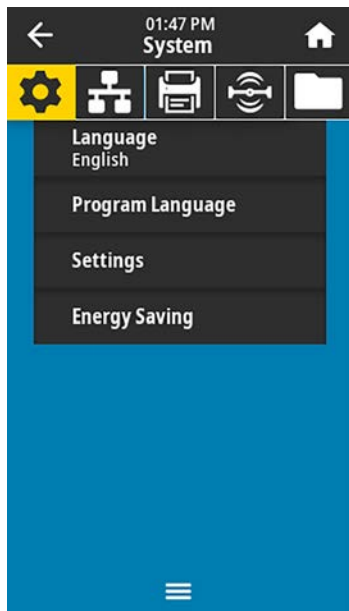 01:47 PM
System
Language
English
Program Language
Settings
Energy Saving